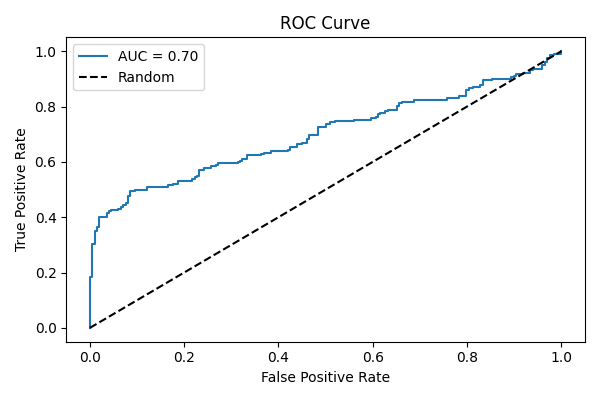 ROC Curve
AUC = 0.70
Random
True Positive Rate
1.0
0.8
0.6
0.4
0.2
0.0
0.0 0.2 0.4 0.6 0.8 1.0
False Positive Rate